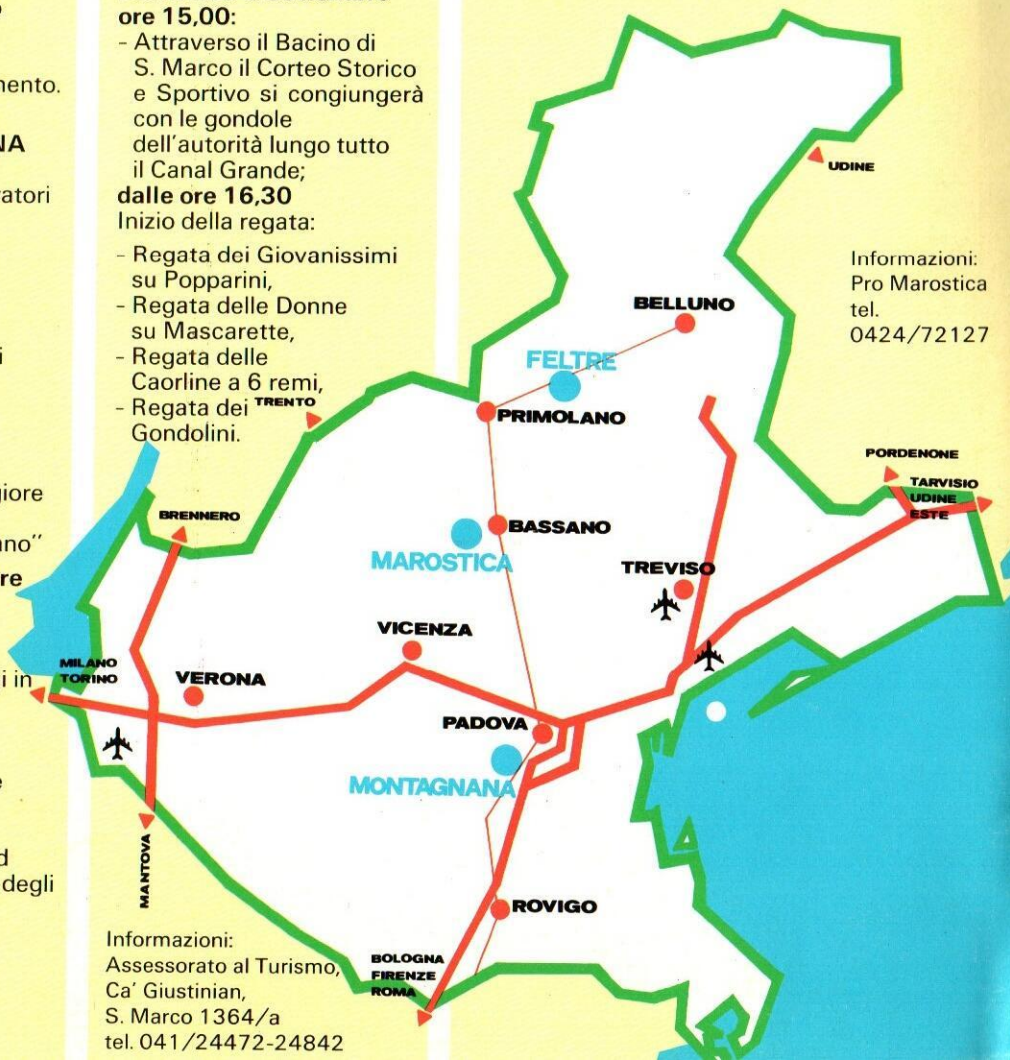 mento.
NA
ratori
i
giore
ano"
re
i in
e
d
degli
ore 15,00:
- Attraverso il Bacino di
S. Marco il Corteo Storico
e Sportivo si congiungerà
con le gondole
dell'autorità lungo tutto
il Canal Grande;
dalle ore 16,30
Inizio della regata:
- Regata dei Giovanissimi
su Popparini,
- Regata delle Donne
su Mascarette,
- Regata delle
Caorline a 6 remi,
- Regata dei
Gondolini.
TRENTO
UDINE
Informazioni:
Pro Marostica
tel.
0424/72127
BELLUNO
FELTRE
PRIMOLANO
PORDENONE
TARVISIO
UDINE
ESTE
BRENNERO
BASSANO
MAROSTICA
TREVISO
VICENZA
MILANO
TORINO
VERONA
PADOVA
MONTAGNANA
MANTOVA
ROVIGO
BOLOGNA
FIRENZE
ROMA
Informazioni:
Assessorato al Turismo,
Ca' Giustinian,
S. Marco 1364/a
tel. 041/24472-24842